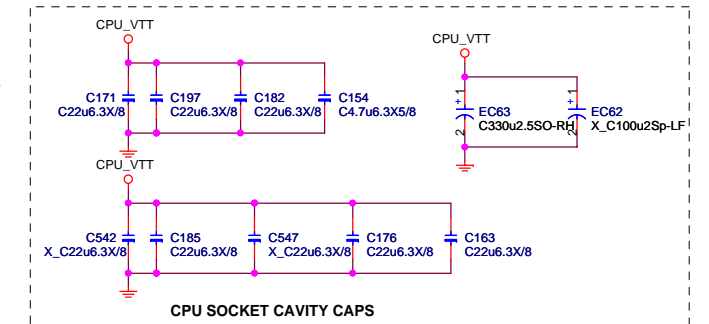 CPU_VTT
C171
C22u6.3X/8
C197
C22u6.3X/8
C182
C22u6.3X/8
C154
C4.7u6.3X5/8
CPU_VTT
+
1
2
EC63
C330u2.5SO-RH
+
1
2
EC62
X_C100u2Sp-LF
CPU_VTT
C542
X_C22u6.3X/8
C185
C22u6.3X/8
C547
X_C22u6.3X/8
C176
C22u6.3X/8
C163
C22u6.3X/8
CPU SOCKET CAVITY CAPS